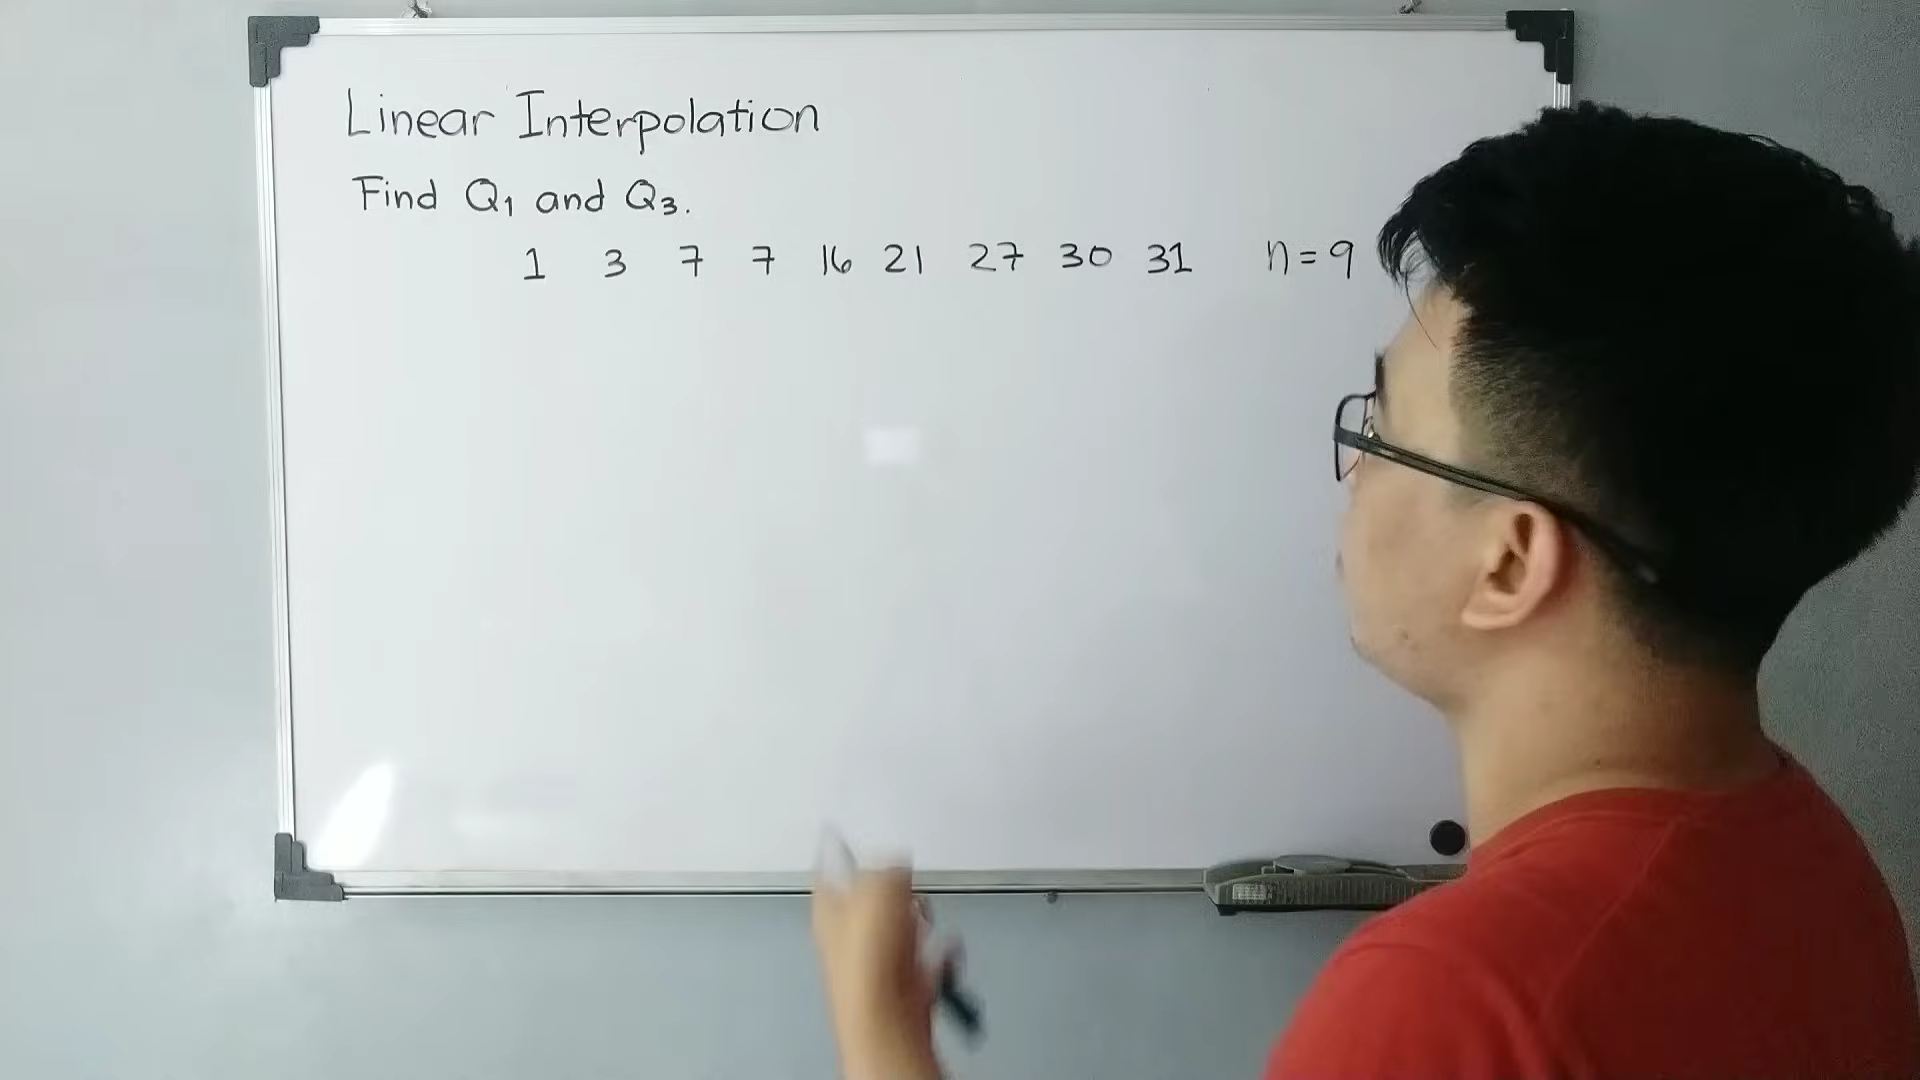 Linear Interpolation
Find Q₁ and Q₃.
1 3 7 7 16 21 27 30 31 n=9